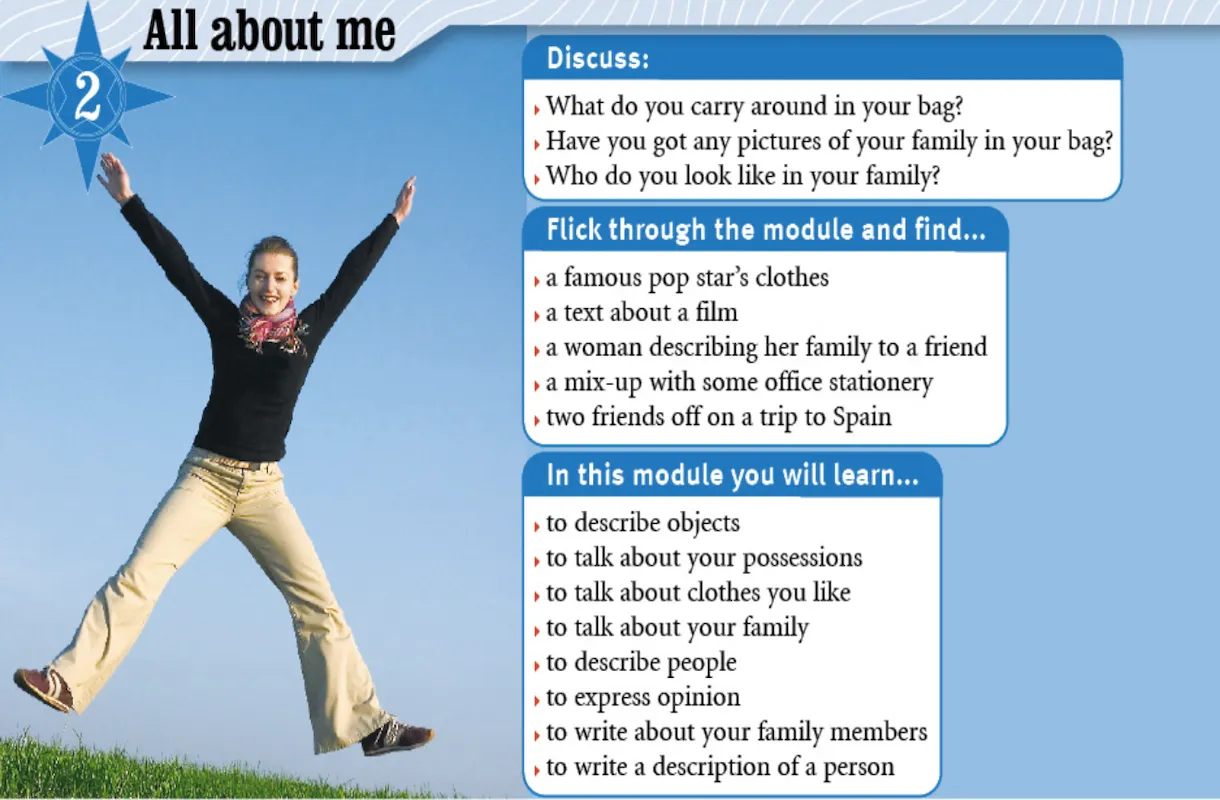 All about me
2
Discuss:
What do you carry around in your bag?
Have you got any pictures of your family in your bag?
Who do you look like in your family?
Flick through the module and find...
a famous pop star's clothes
a text about a film
a woman describing her family to a friend
a mix-up with some office stationery
two friends off on a trip to Spain
In this module you will learn...
to describe objects
to talk about your possessions
to talk about clothes you like
to talk about your family
to describe people
to express opinion
to write about your family members
to write a description of a person